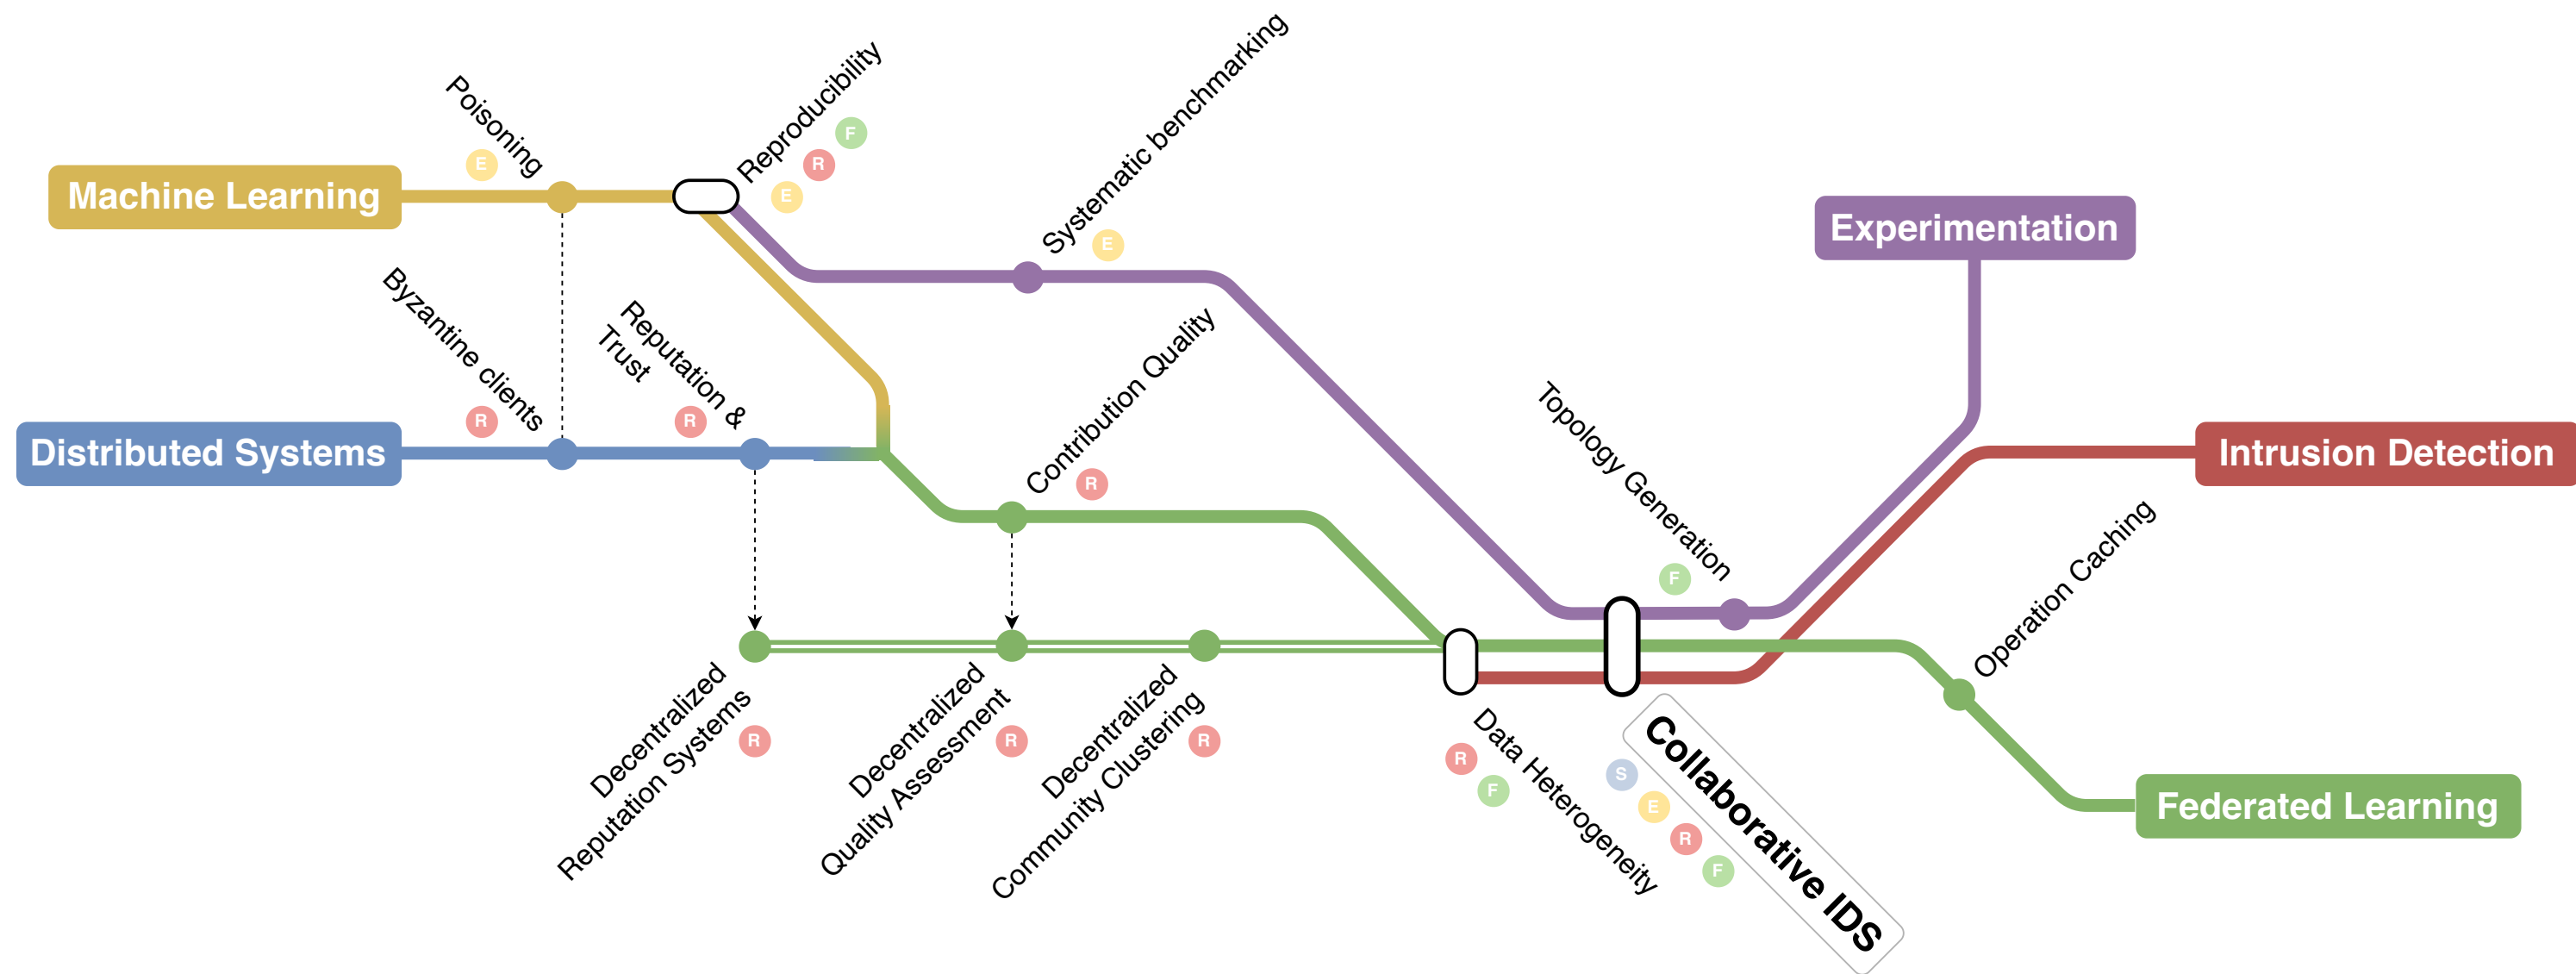 Machine Learning
Poisoning
E
Reproducibility
E
R
F
Systematic benchmarking
E
Experimentation
Distributed Systems
Byzantine clients
R
Reputation &
Trust
R
Contribution Quality
R
Topology Generation
F
Intrusion Detection
Operation Caching
Decentralized
Reputation Systems
R
Decentralized
Quality Assessment
R
Decentralized
Community Clustering
R
Data Heterogeneity
R
F
Collaborative IDS
S
E
R
F
Federated Learning